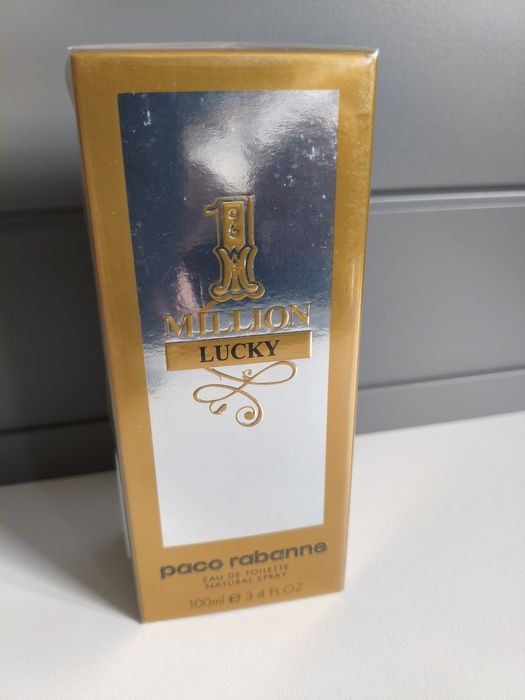 1
MILLION
LUCKY
paco rabanne
EAU DE TOILETTE
NATURAL SPRAY
100ml e 3.4 FL OZ